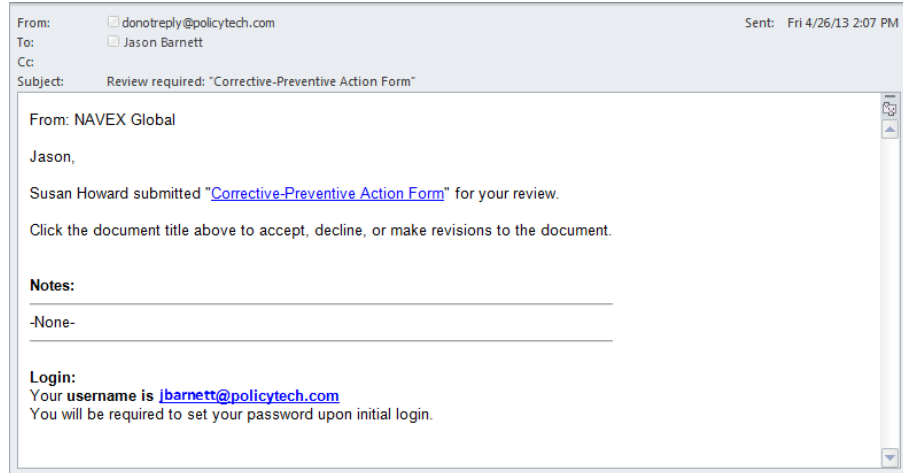 From: donotreply@policytech.com Sent: Fri 4/26/13 2:07 PM
To: Jason Barnett
Cc:
Subject: Review required: "Corrective-Preventive Action Form"
From: NAVEX Global
Jason,
Susan Howard submitted "Corrective-Preventive Action Form" for your review.
Click the document title above to accept, decline, or make revisions to the document.
Notes:
-None-
Login:
Your username is jbarnett@policytech.com
You will be required to set your password upon initial login.